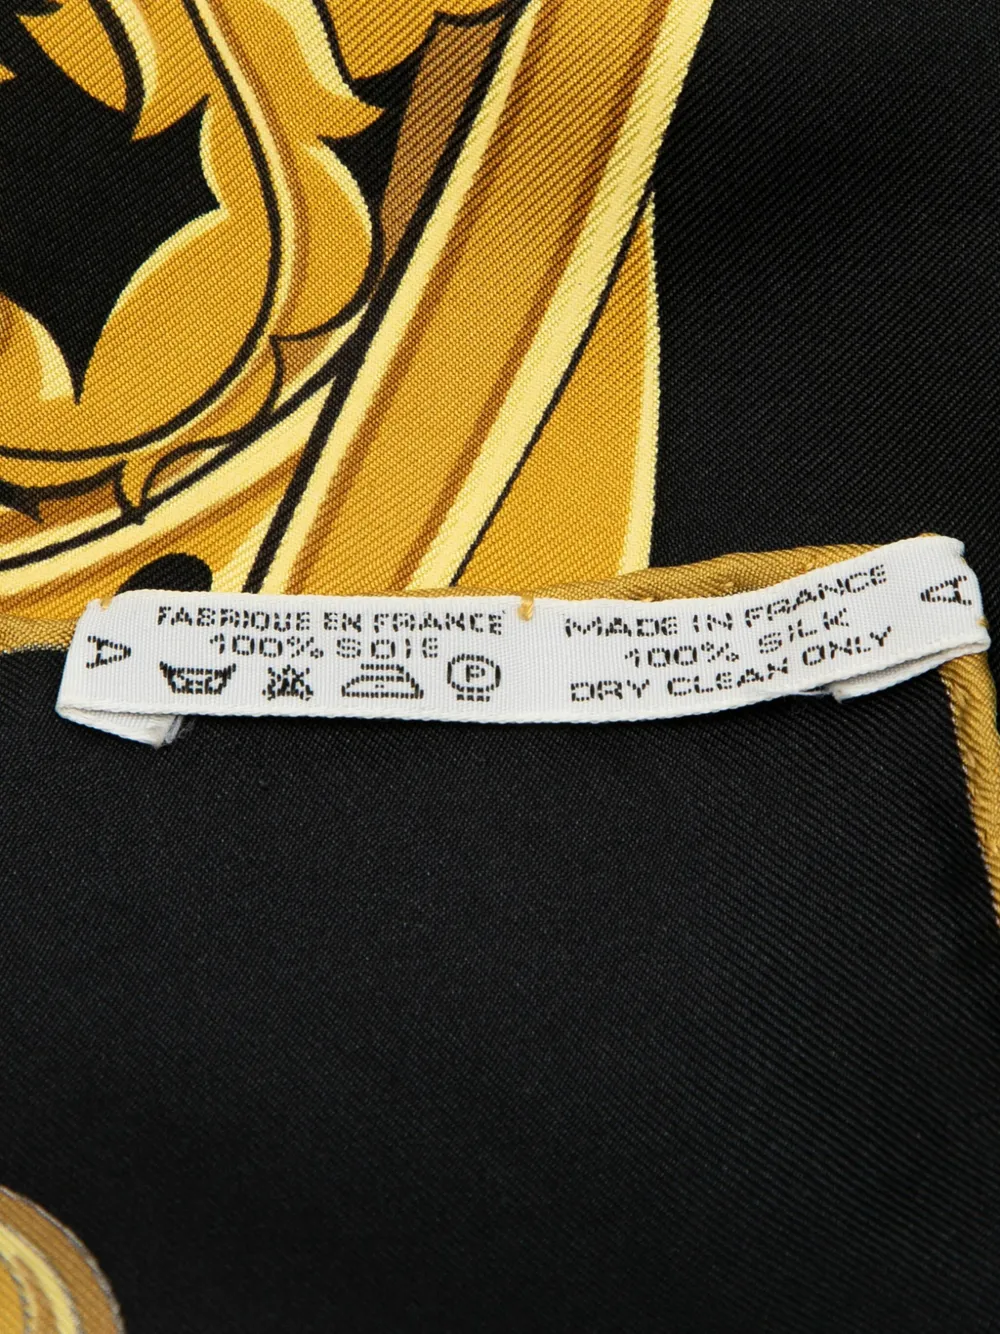 A
FABRIQUE EN FRANCE
100% SOIE
P
MADE IN FRANCE
100% SILK
DRY CLEAN ONLY
A